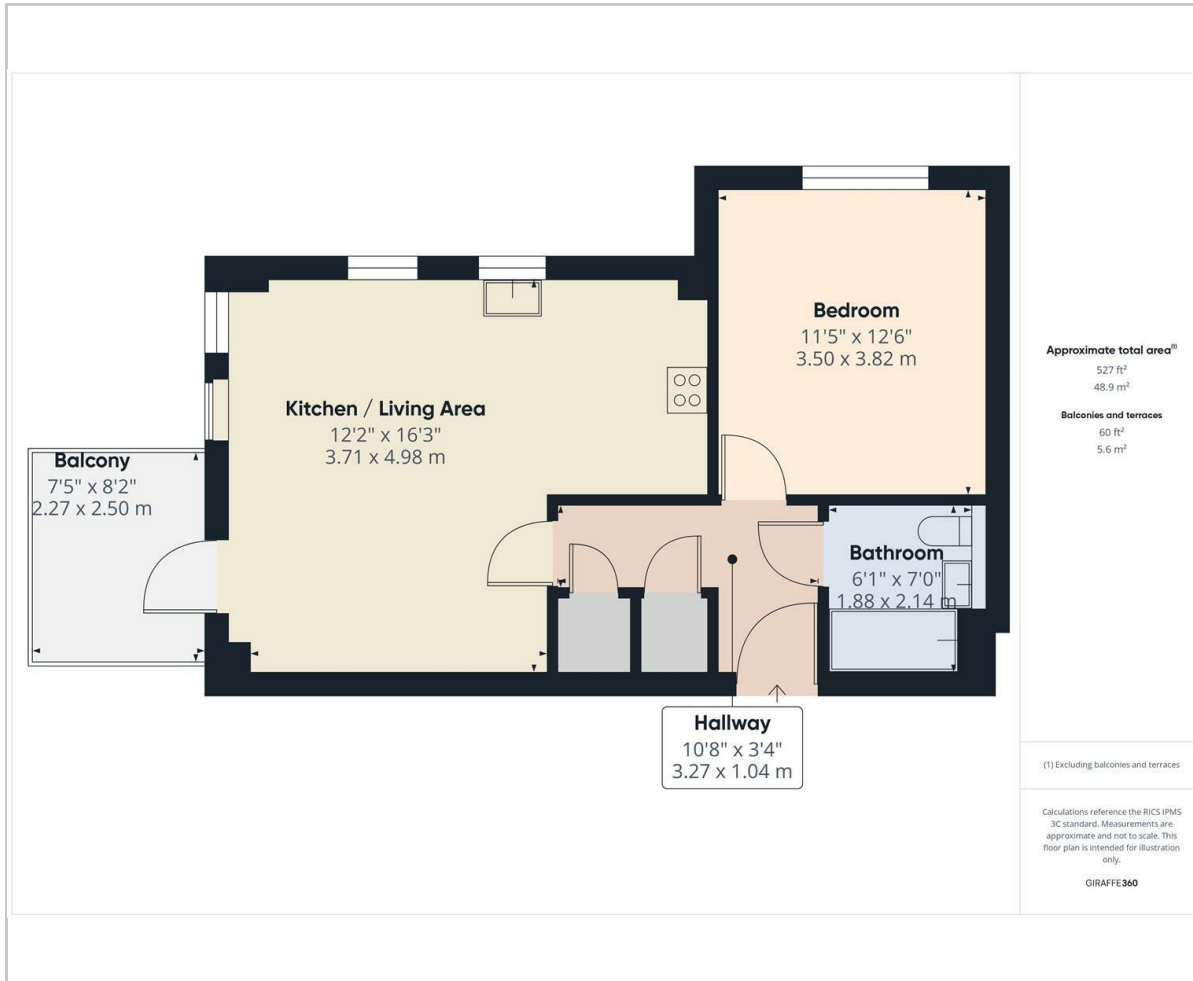 Bedroom
11'5" x 12'6"
3.50 x 3.82 m
Kitchen / Living Area
12'2" x 16'3"
3.71 x 4.98 m
Balcony
7'5" x 8'2"
2.27 x 2.50 m
Bathroom
6'1" x 7'0"
1.88 x 2.14 m
Hallway
10'8" x 3'4"
3.27 x 1.04 m
Approximate total area⁽¹⁾
527 ft²
48.9 m²
Balconies and terraces
60 ft²
5.6 m²
(1) Excluding balconies and terraces
Calculations reference the RICS IPMS
3C standard. Measurements are
approximate and not to scale. This
floor plan is intended for illustration
only.
GIRAFFE360